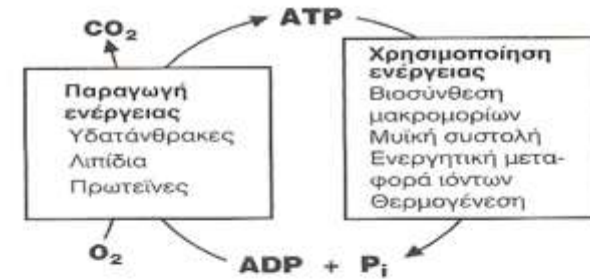 CO2
ATP
Παραγωγή
ενέργειας
Υδατάνθρακες
Λιπίδια
Πρωτεΐνες
Χρησιμοποίηση
ενέργειας
Βιοσύνθεση
μακρομορίων
Μυϊκή συστολή
Ενεργητική μετα-
φορά ιόντων
Θερμογένεση
O2
ADP + Pi